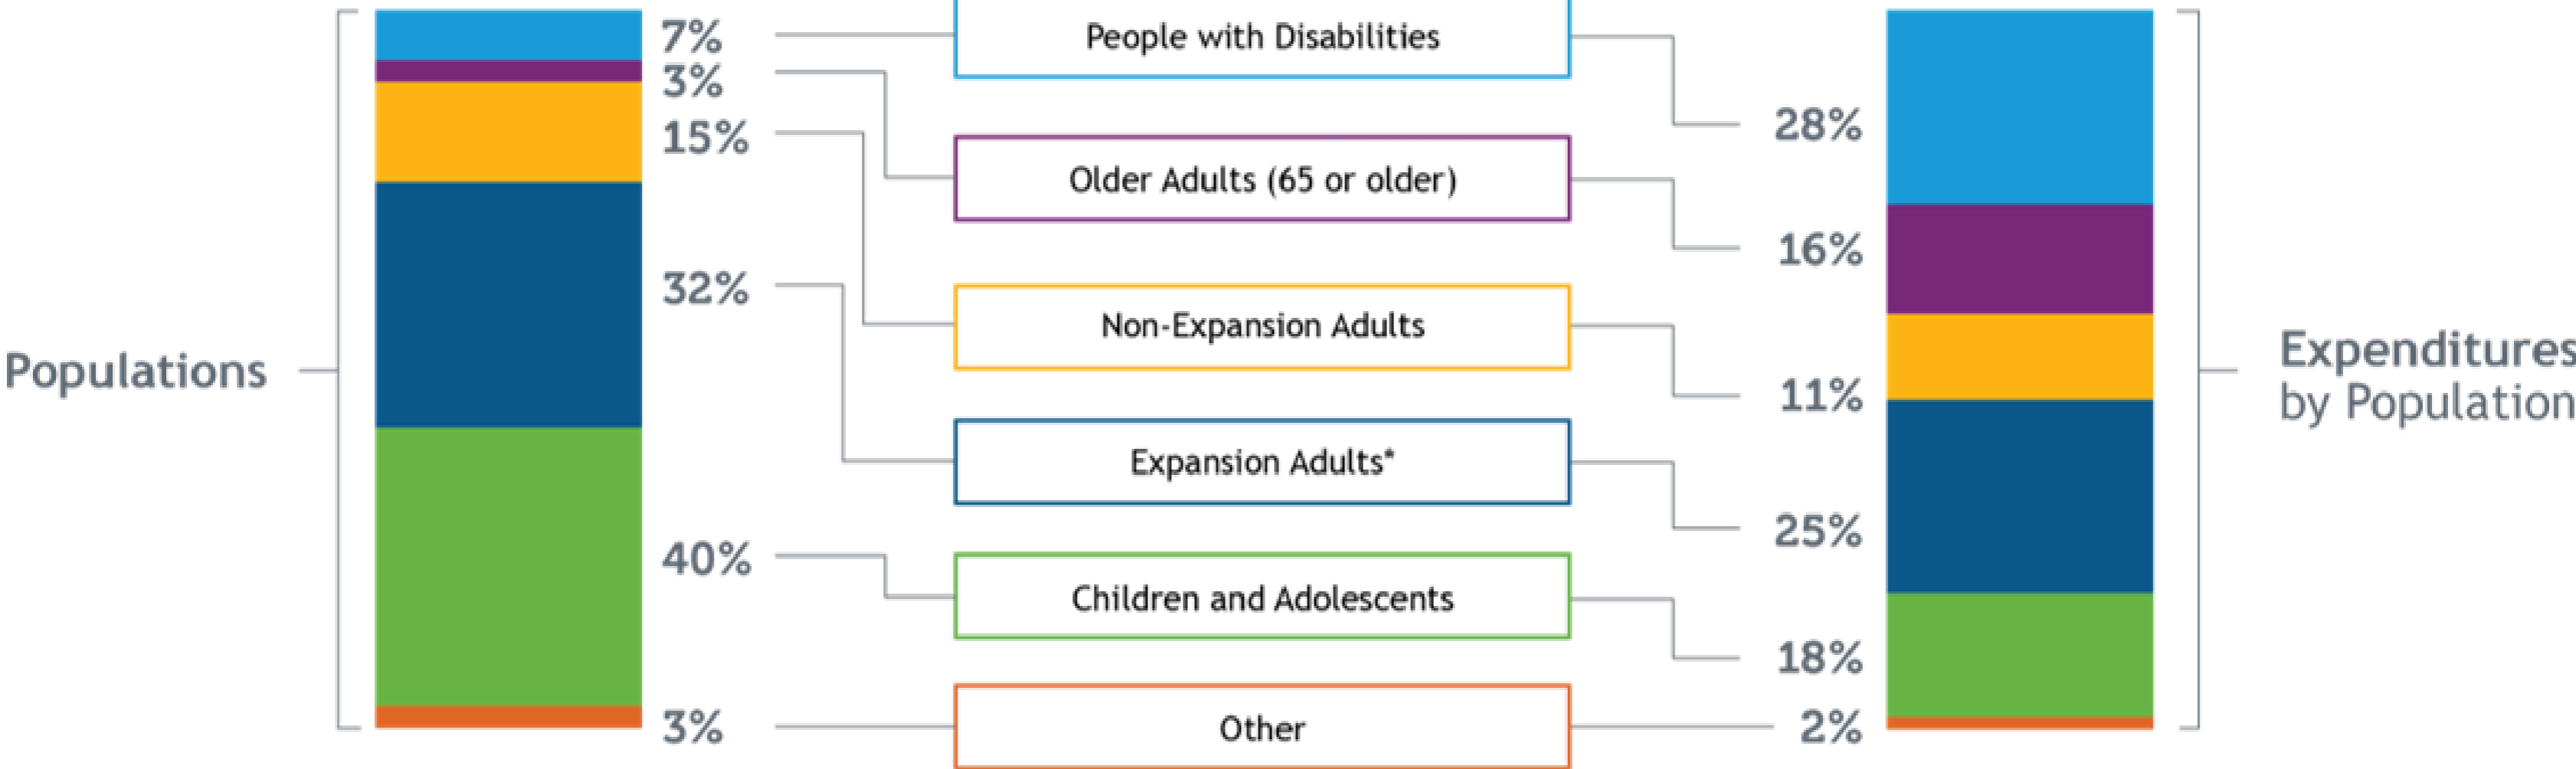 Populations
7%
3%
15%
32%
40%
3%
People with Disabilities
Older Adults (65 or older)
Non-Expansion Adults
Expansion Adults*
Children and Adolescents
Other
28%
16%
11%
25%
18%
2%
Expenditures
by Population